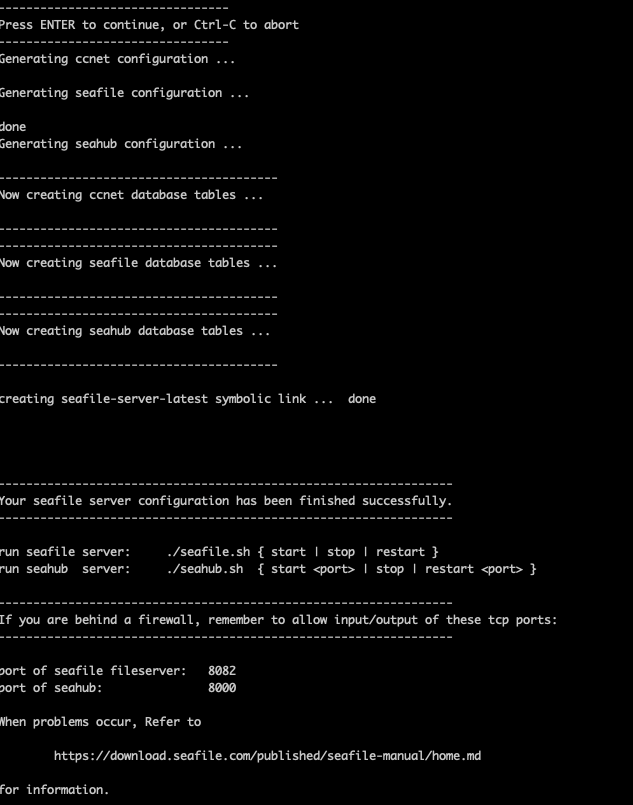 ---------------------------------
Press ENTER to continue, or Ctrl-C to abort
---------------------------------
Generating ccnet configuration ...
Generating seafile configuration ...
done
Generating seahub configuration ...
----------------------------------------
Now creating ccnet database tables ...
----------------------------------------
----------------------------------------
Now creating seafile database tables ...
----------------------------------------
----------------------------------------
Now creating seahub database tables ...
----------------------------------------
creating seafile-server-latest symbolic link ...  done
-----------------------------------------------------------------
Your seafile server configuration has been finished successfully.
-----------------------------------------------------------------
run seafile server:     ./seafile.sh { start | stop | restart }
run seahub  server:     ./seahub.sh  { start <port> | stop | restart <port> }
-----------------------------------------------------------------
If you are behind a firewall, remember to allow input/output of these tcp ports:
-----------------------------------------------------------------
port of seafile fileserver:   8082
port of seahub:               8000
When problems occur, Refer to
        https://download.seafile.com/published/seafile-manual/home.md
for information.